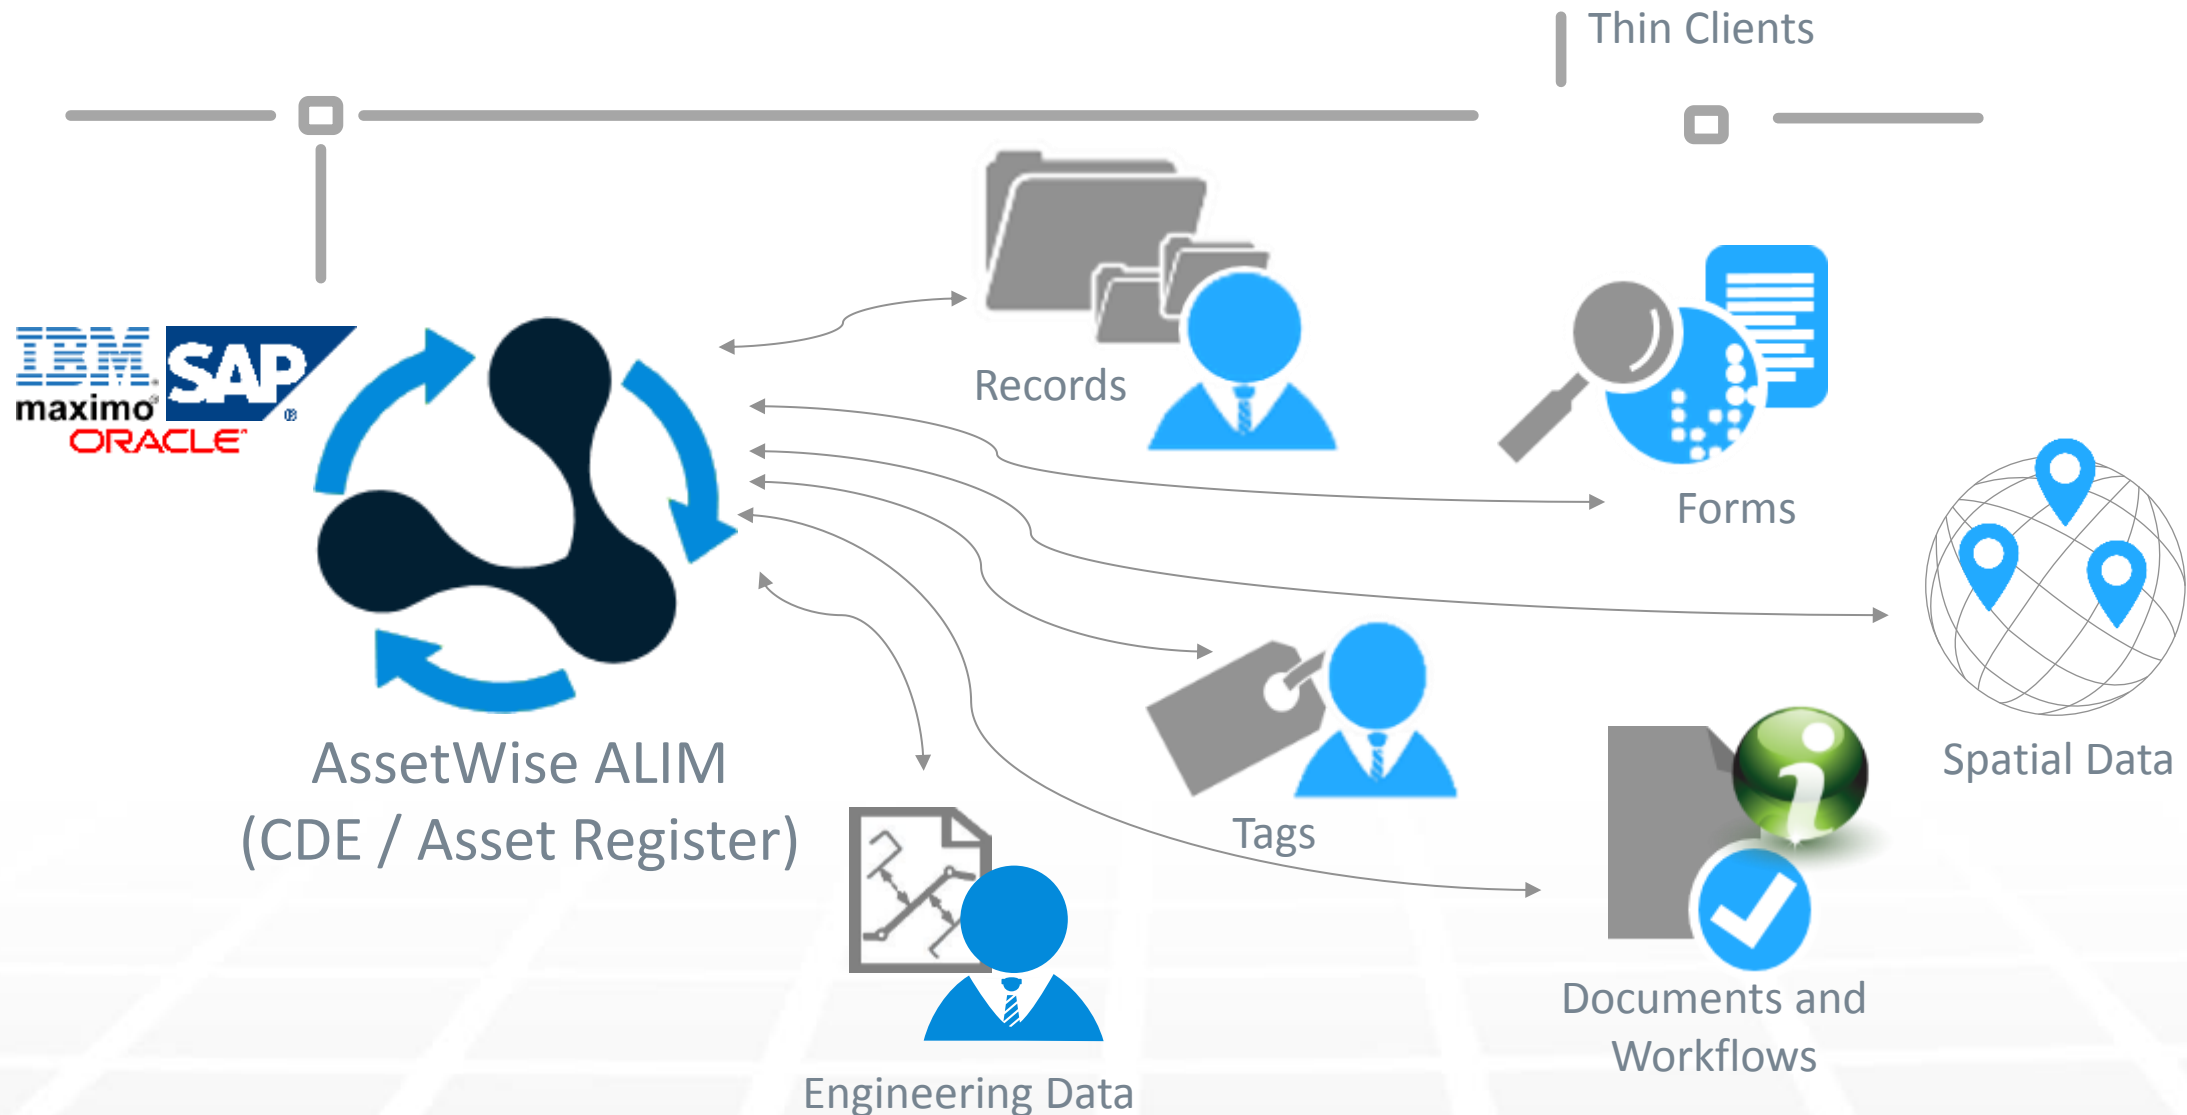 Thin Clients
IBM.
maximo®
SAP
®
ORACLE
Records
Forms
AssetWise ALIM
(CDE / Asset Register)
Tags
Spatial Data
Documents and
Workflows
Engineering Data